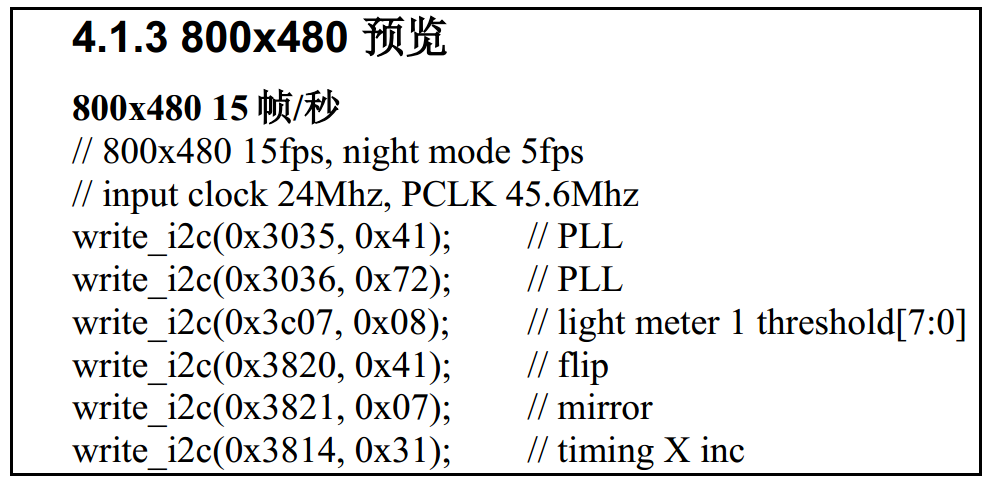 4.1.3 800x480 预览
800x480 15 帧/秒
// 800x480 15fps, night mode 5fps
// input clock 24Mhz, PCLK 45.6Mhz
write_i2c(0x3035, 0x41); // PLL
write_i2c(0x3036, 0x72); // PLL
write_i2c(0x3c07, 0x08); // light meter 1 threshold[7:0]
write_i2c(0x3820, 0x41); // flip
write_i2c(0x3821, 0x07); // mirror
write_i2c(0x3814, 0x31); // timing X inc